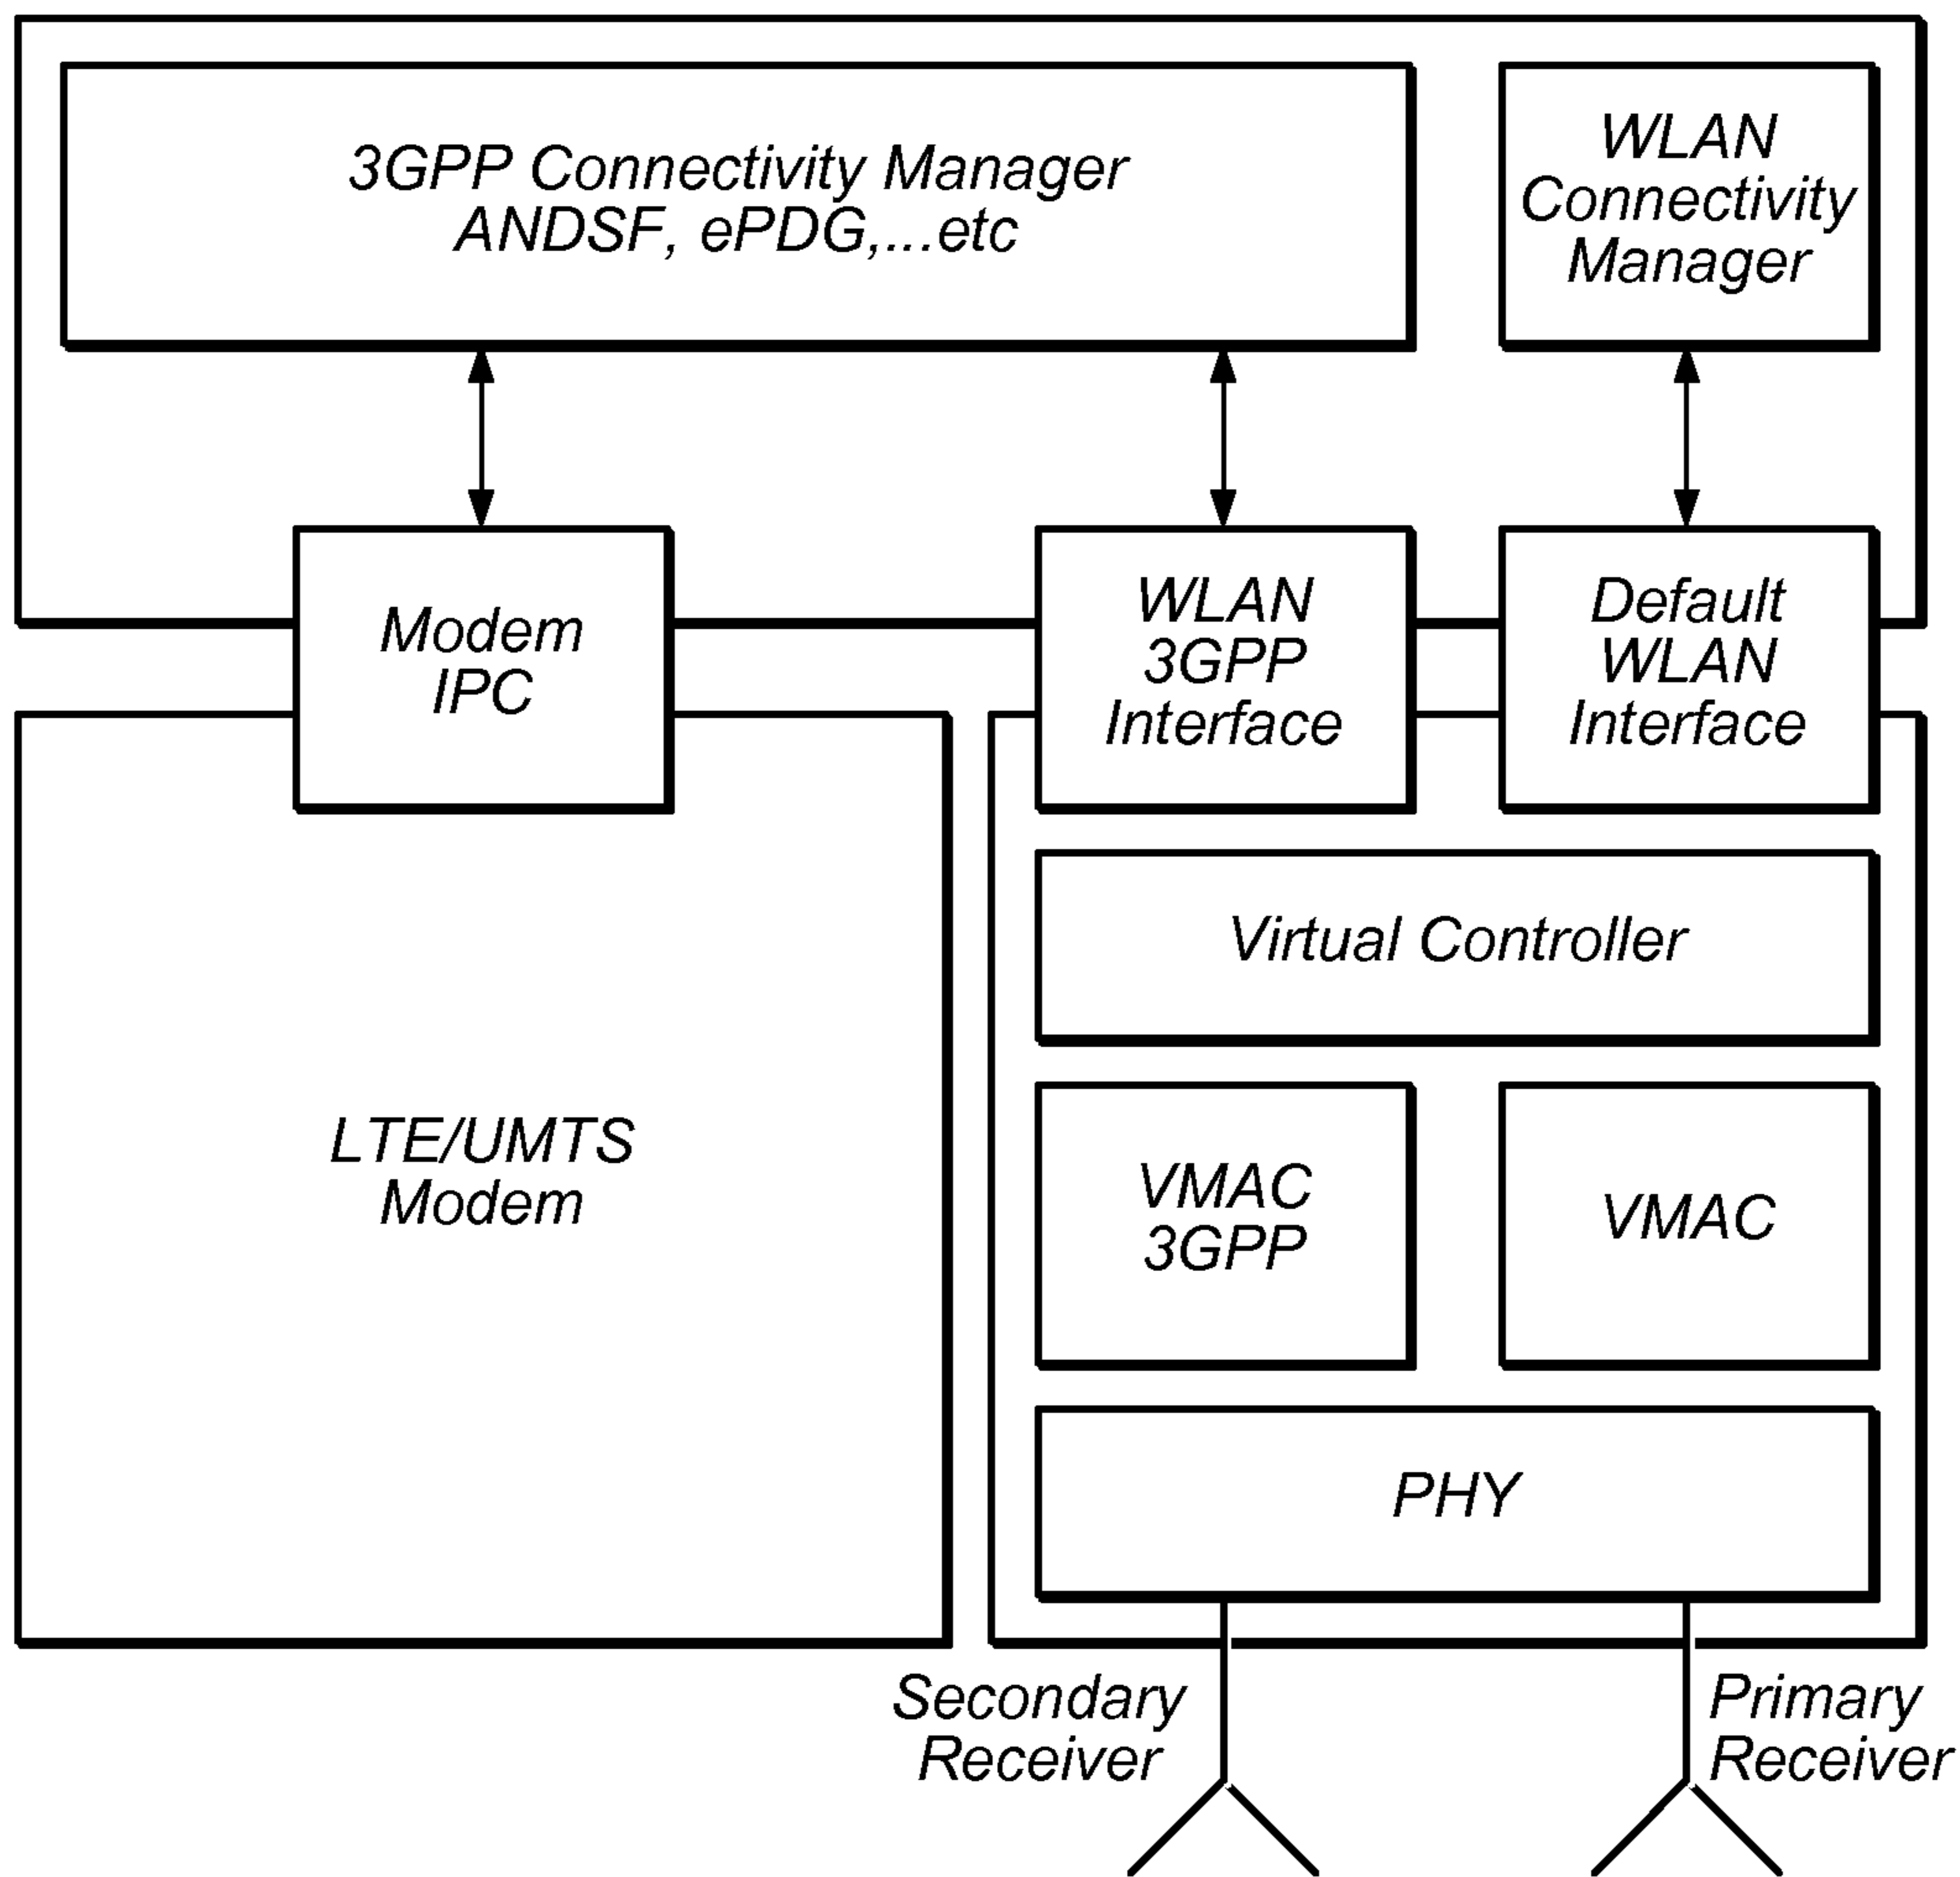 3GPP Connectivity Manager
ANDSF, ePDG,...etc
WLAN
Connectivity
Manager
Modem
IPC
WLAN
3GPP
Interface
Default
WLAN
Interface
Virtual Controller
LTE/UMTS
Modem
VMAC
3GPP
VMAC
PHY
Secondary
Receiver
Primary
Receiver